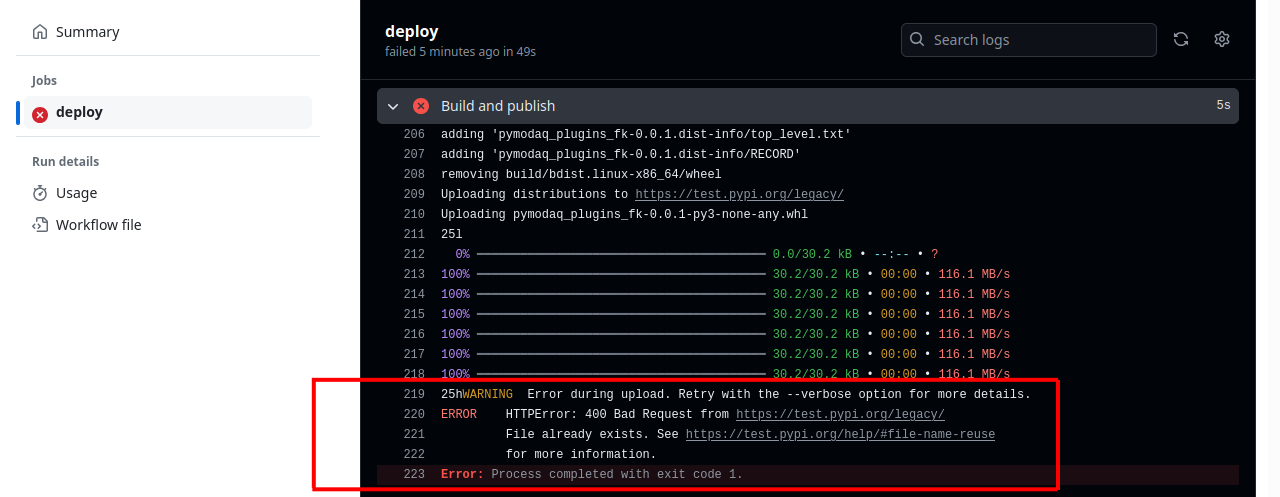 Summary
Jobs
deploy
Run details
Usage
Workflow file
deploy
failed 5 minutes ago in 49s
Search logs
Build and publish 5s
206 adding 'pymodaq_plugins_fk-0.0.1.dist-info/top_level.txt'
207 adding 'pymodaq_plugins_fk-0.0.1.dist-info/RECORD'
208 removing build/bdist.linux-x86_64/wheel
209 Uploading distributions to https://test.pypi.org/legacy/
210 Uploading pymodaq_plugins_fk-0.0.1-py3-none-any.whl
211 25l
212 0% ━━━━━━━━━━━━━━━━━━━━━━━━━━━━━━━━━━━━━━━━ 0.0/30.2 kB • --:-- • ?
213 100% ━━━━━━━━━━━━━━━━━━━━━━━━━━━━━━━━━━━━━━━━ 30.2/30.2 kB • 00:00 • 116.1 MB/s
214 100% ━━━━━━━━━━━━━━━━━━━━━━━━━━━━━━━━━━━━━━━━ 30.2/30.2 kB • 00:00 • 116.1 MB/s
215 100% ━━━━━━━━━━━━━━━━━━━━━━━━━━━━━━━━━━━━━━━━ 30.2/30.2 kB • 00:00 • 116.1 MB/s
216 100% ━━━━━━━━━━━━━━━━━━━━━━━━━━━━━━━━━━━━━━━━ 30.2/30.2 kB • 00:00 • 116.1 MB/s
217 100% ━━━━━━━━━━━━━━━━━━━━━━━━━━━━━━━━━━━━━━━━ 30.2/30.2 kB • 00:00 • 116.1 MB/s
218 100% ━━━━━━━━━━━━━━━━━━━━━━━━━━━━━━━━━━━━━━━━ 30.2/30.2 kB • 00:00 • 116.1 MB/s
219 25hWARNING Error during upload. Retry with the --verbose option for more details.
220 ERROR HTTPError: 400 Bad Request from https://test.pypi.org/legacy/
221 File already exists. See https://test.pypi.org/help/#file-name-reuse
222 for more information.
223 Error: Process completed with exit code 1.